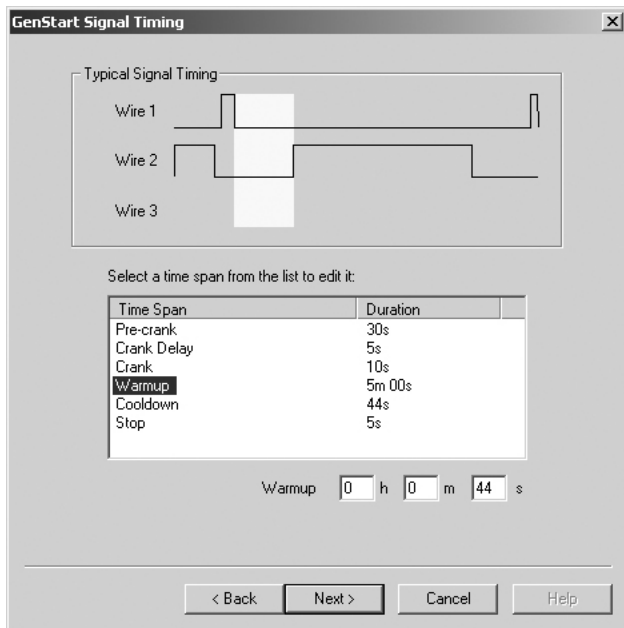 GenStart Signal Timing
Typical Signal Timing
Wire 1
Wire 2
Wire 3
Select a time span from the list to edit it:
Time Span Duration
Pre-crank 30s
Crank Delay 5s
Crank 10s
Warmup 5m 00s
Cooldown 44s
Stop 5s
Warmup 0 h 0 m 44 s
< Back Next > Cancel Help